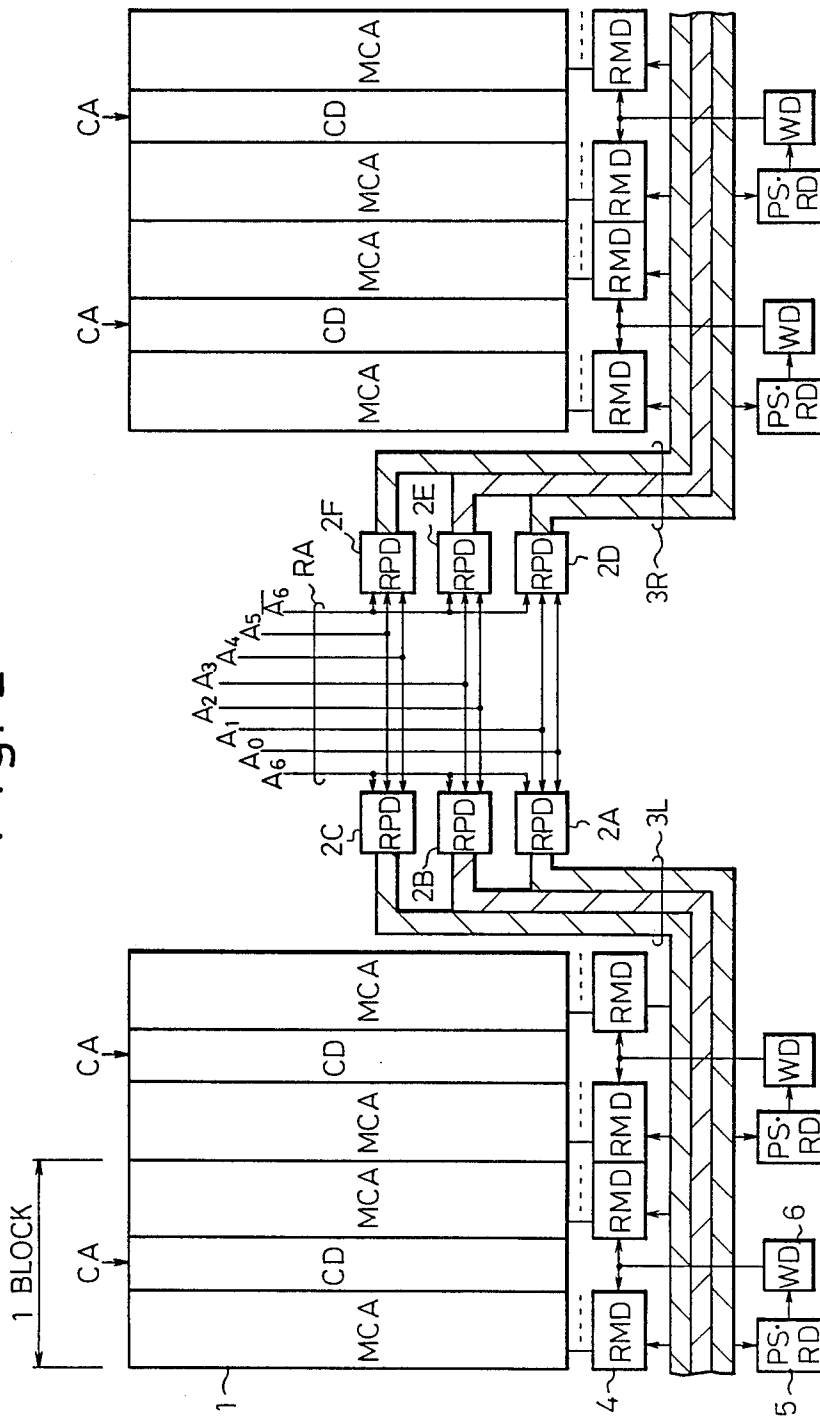 1 BLOCK
CA CA CA CA
MCA CD MCA MCA CD MCA
MCA CD MCA MCA CD MCA
1
A6 A0 A1 A2 A3 A4 A5 A̅6̅
RA
2C RPD RPD 2F
2B RPD RPD 2E
RPD RPD
2A 2D
3L 3R
4 RMD RMD RMD RMD
RMD RMD RMD RMD
5 PS·RD WD 6 PS·RD WD
PS·RD WD PS·RD WD